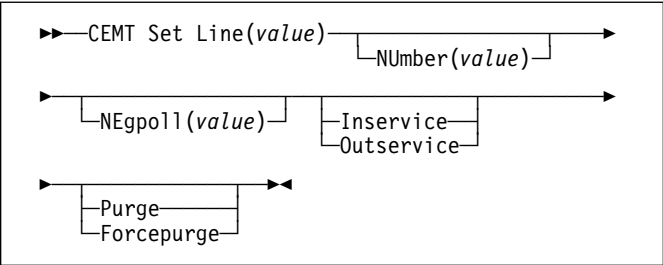 CEMT Set Line(value)
NUmber(value)
NEgpoll(value)
Inservice
Outservice
Purge
Forcepurge